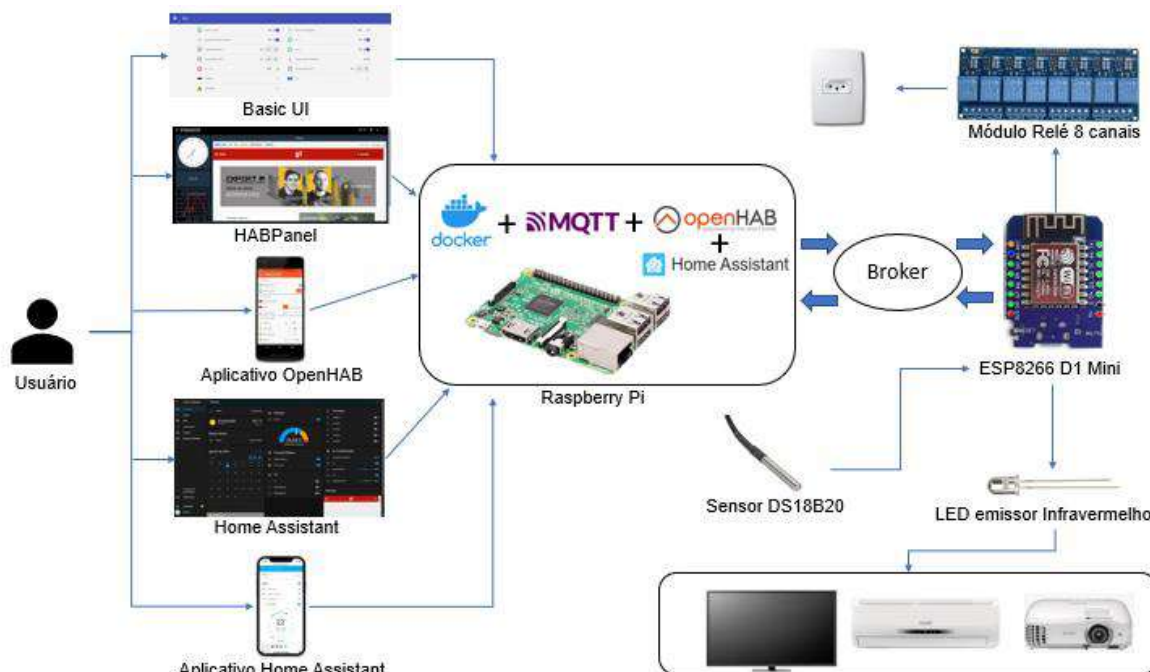 Basic UI
HABPanel
Aplicativo OpenHAB
Usuário
Home Assistant
Aplicativo Home Assistant
docker + MQTT + openHAB
+
Home Assistant
Raspberry Pi
Broker
Módulo Relé 8 canais
ESP8266 D1 Mini
Sensor DS18B20
LED emissor Infravermelho